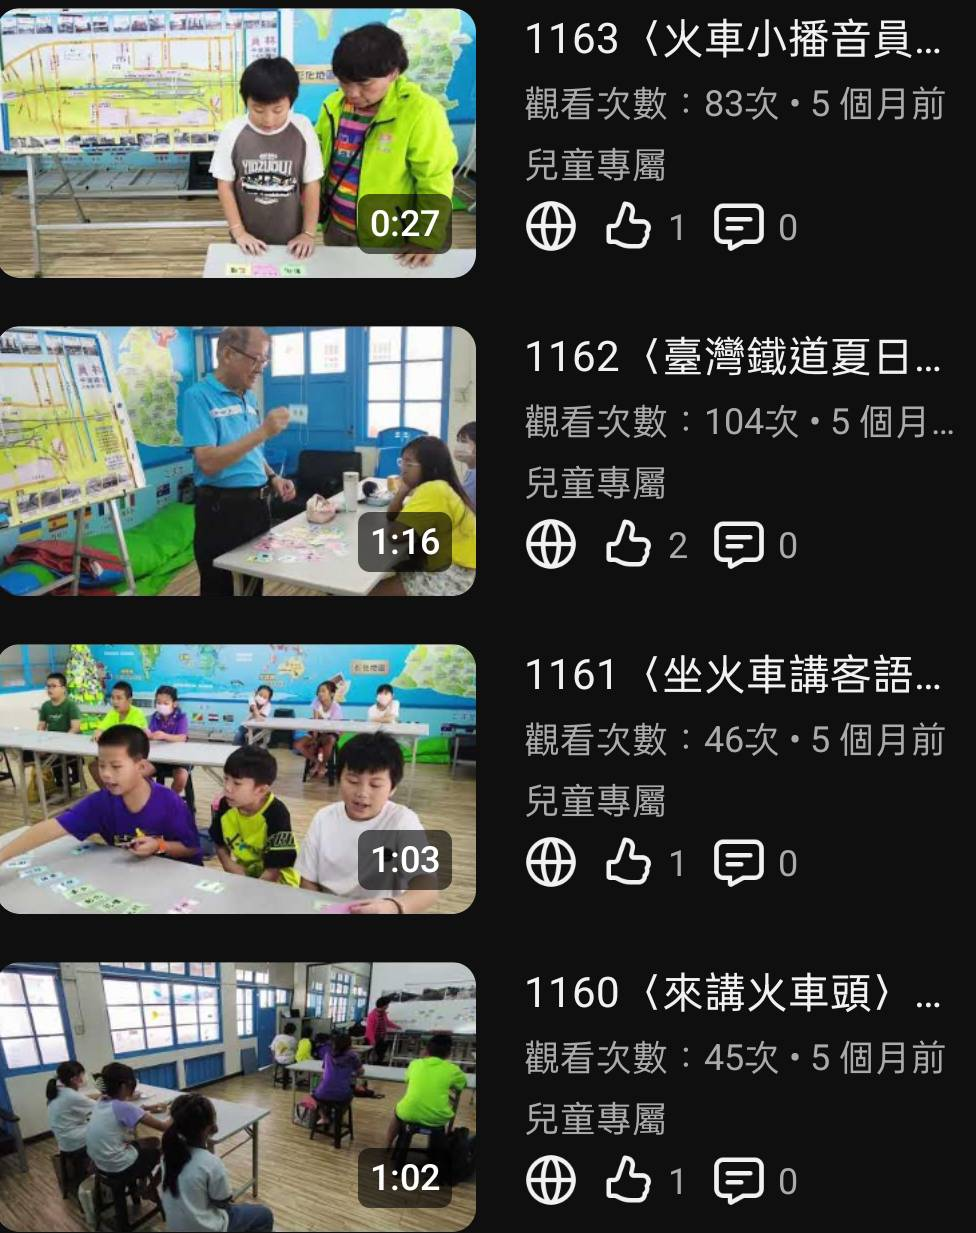 1163〈火車小播音員...
觀看次數：83次 • 5 個月前
兒童專屬
1 0
0:27
1162〈臺灣鐵道夏日...
觀看次數：104次 • 5 個月...
兒童專屬
2 0
1:16
1161〈坐火車講客語...
觀看次數：46次 • 5 個月前
兒童專屬
1 0
1:03
1160〈來講火車頭〉...
觀看次數：45次 • 5 個月前
兒童專屬
1 0
1:02